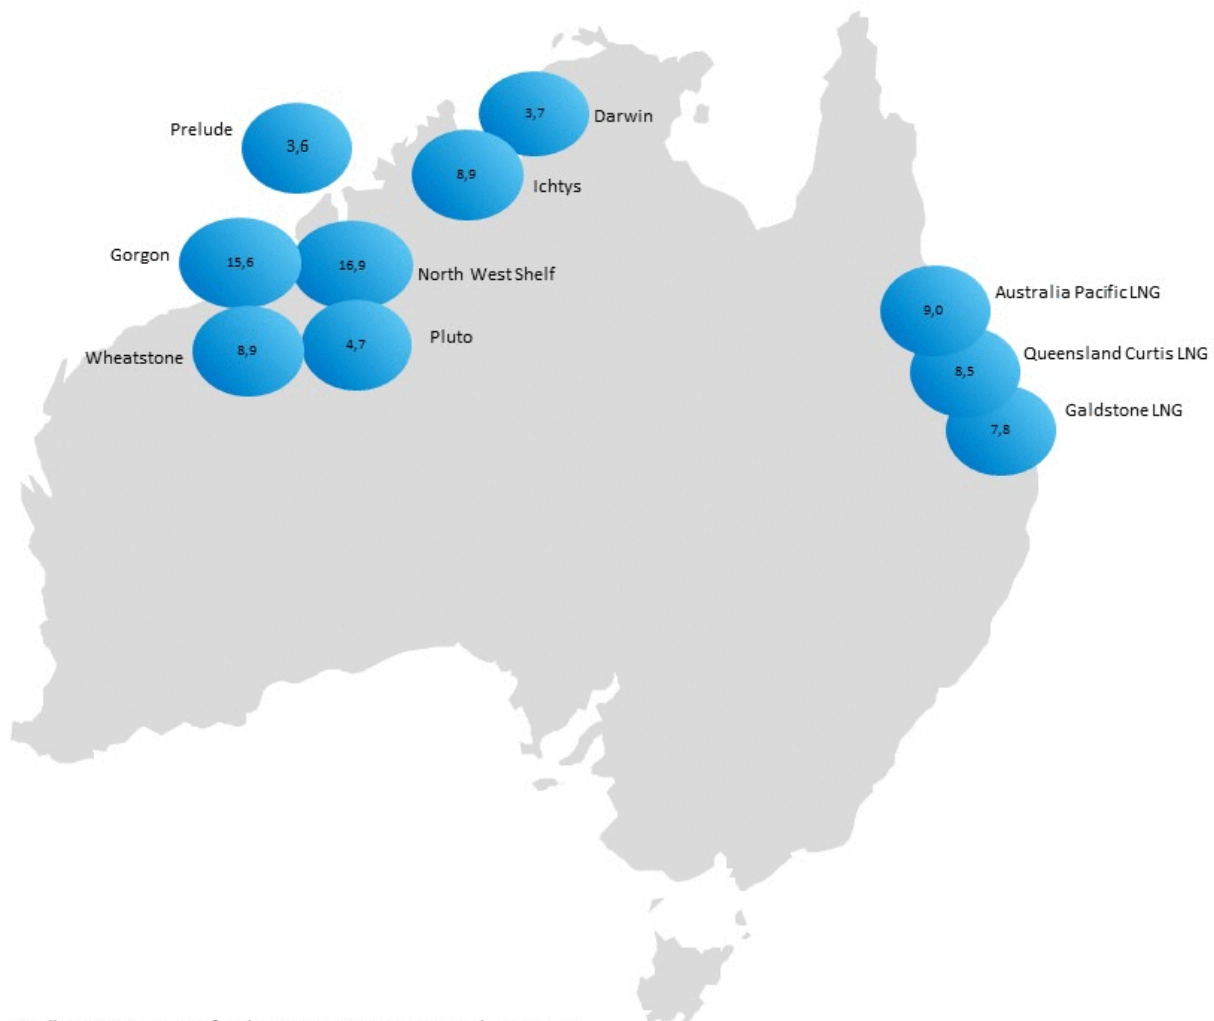 3,7
Darwin
Prelude
3,6
8,9
Ichtys
Gorgon
15,6
16,9
North West Shelf
Australia Pacific LNG
9,0
Wheatstone
8,9
4,7
Pluto
Queensland Curtis LNG
8,5
Galdstone LNG
7,8